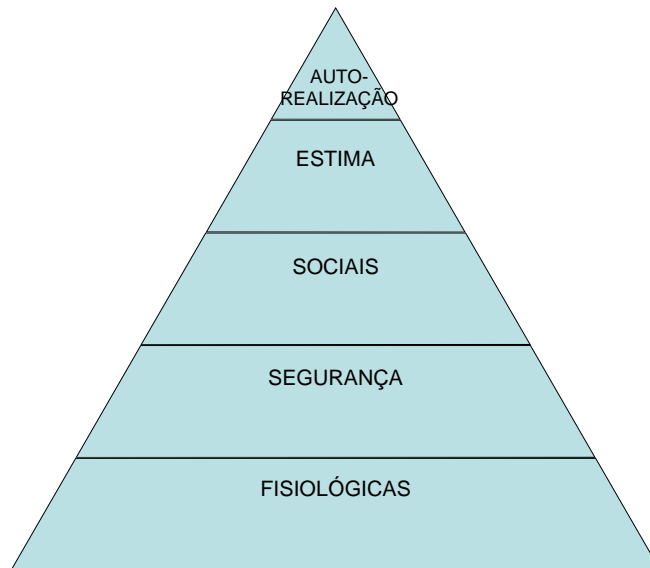 AUTO-
REALIZAÇÃO
ESTIMA
SOCIAIS
SEGURANÇA
FISIOLÓGICAS